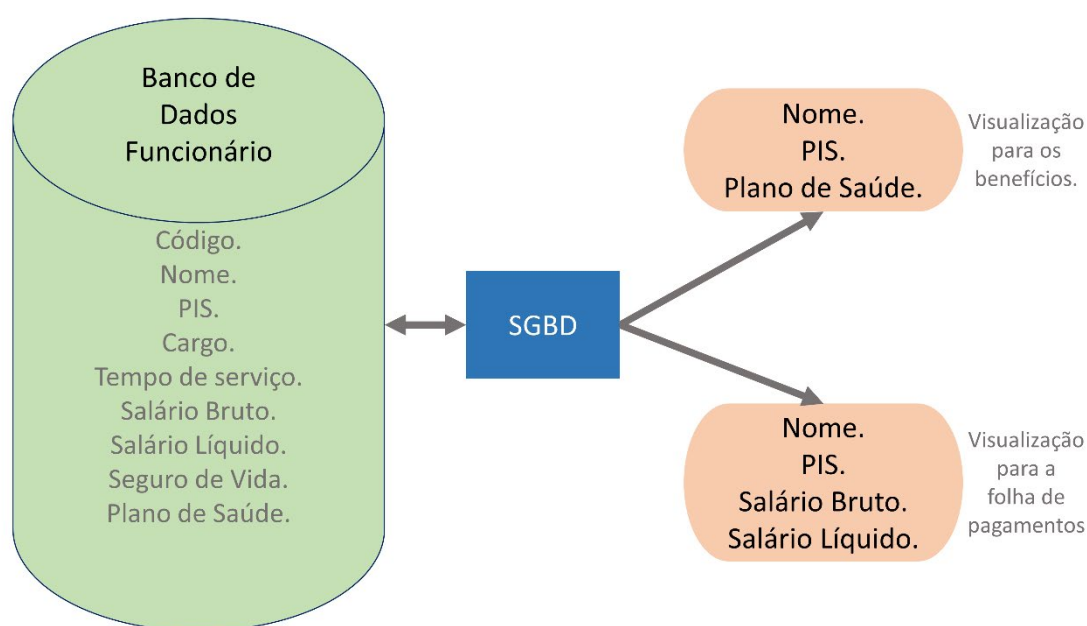 Banco de
Dados
Funcionário
Código.
Nome.
PIS.
Cargo.
Tempo de serviço.
Salário Bruto.
Salário Líquido.
Seguro de Vida.
Plano de Saúde.
SGBD
Nome.
PIS.
Plano de Saúde.
Visualização
para os
benefícios.
Nome.
PIS.
Salário Bruto.
Salário Líquido.
Visualização
para a
folha de
pagamentos